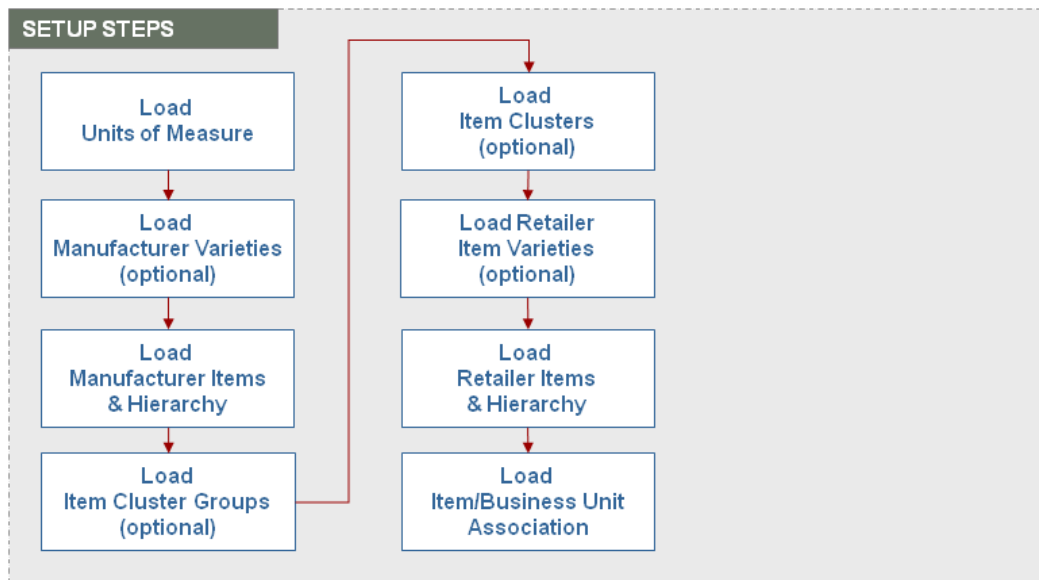 SETUP STEPS
Load
Units of Measure
Load
Manufacturer Varieties
(optional)
Load
Manufacturer Items
& Hierarchy
Load
Item Cluster Groups
(optional)
Load
Item Clusters
(optional)
Load Retailer
Item Varieties
(optional)
Load
Retailer Items
& Hierarchy
Load
Item/Business Unit
Association